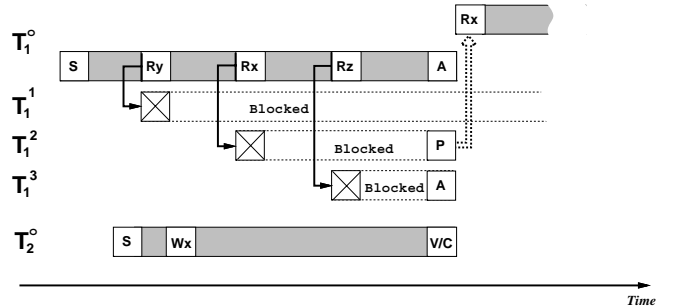 Rx
T₁°
S Ry Rx Rz A
T₁¹ Blocked
T₁² Blocked P
T₁³ Blocked A
T₂° S Wx V/C
Time